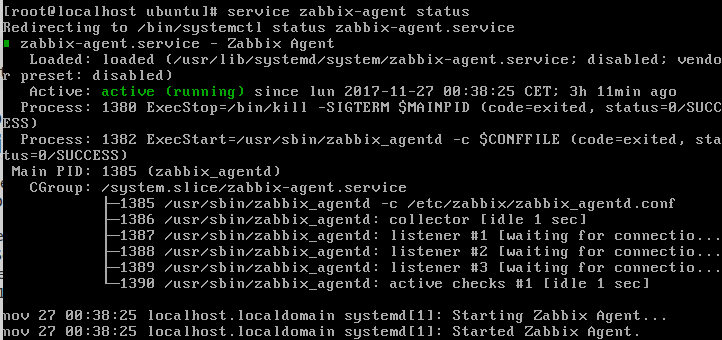 [root@localhost ubuntu]# service zabbix-agent status
Redirecting to /bin/systemctl status zabbix-agent.service
zabbix-agent.service - Zabbix Agent
Loaded: loaded (/usr/lib/systemd/system/zabbix-agent.service; disabled; vendo
r preset: disabled)
Active: active (running) since lun 2017-11-27 00:38:25 CET; 3h 11min ago
Process: 1380 ExecStop=/bin/kill -SIGTERM $MAINPID (code=exited, status=0/SUCC
ESS)
Process: 1382 ExecStart=/usr/sbin/zabbix_agentd -c $CONFFILE (code=exited, sta
tus=0/SUCCESS)
Main PID: 1385 (zabbix_agentd)
CGroup: /system.slice/zabbix-agent.service
├─1385 /usr/sbin/zabbix_agentd -c /etc/zabbix/zabbix_agentd.conf
├─1386 /usr/sbin/zabbix_agentd: collector [idle 1 sec]
├─1387 /usr/sbin/zabbix_agentd: listener #1 [waiting for connectio...
├─1388 /usr/sbin/zabbix_agentd: listener #2 [waiting for connectio...
├─1389 /usr/sbin/zabbix_agentd: listener #3 [waiting for connectio...
└─1390 /usr/sbin/zabbix_agentd: active checks #1 [idle 1 sec]
nov 27 00:38:25 localhost.localdomain systemd[1]: Starting Zabbix Agent...
nov 27 00:38:25 localhost.localdomain systemd[1]: Started Zabbix Agent.